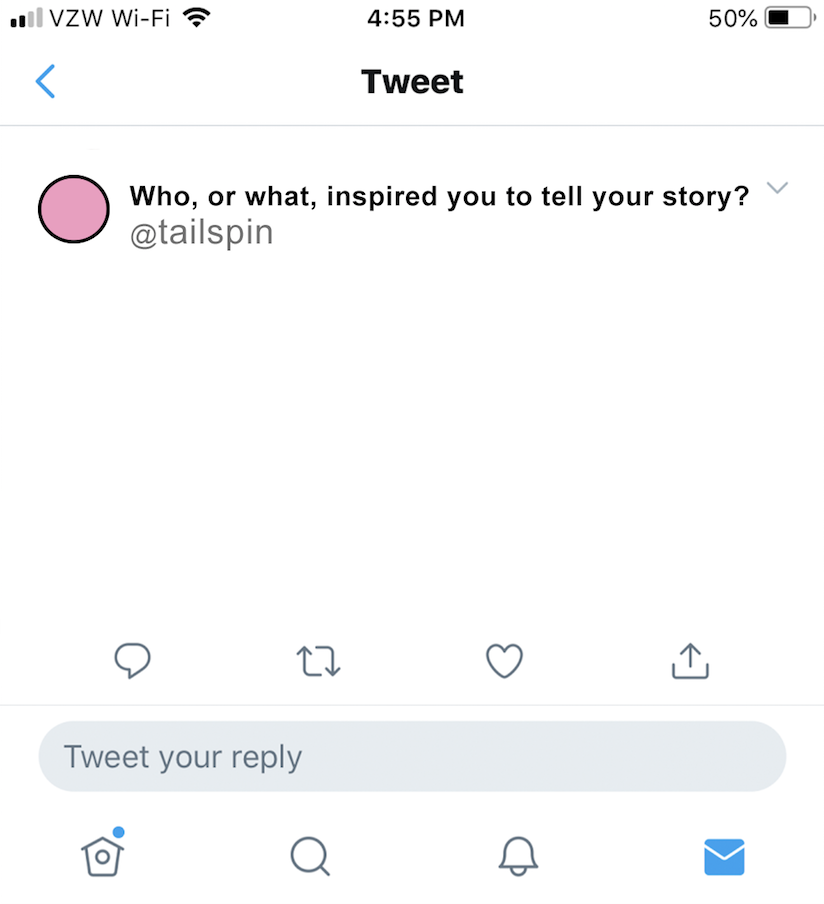 VZW Wi-Fi 4:55 PM 50%
Tweet
Who, or what, inspired you to tell your story?
@tailspin
Tweet your reply